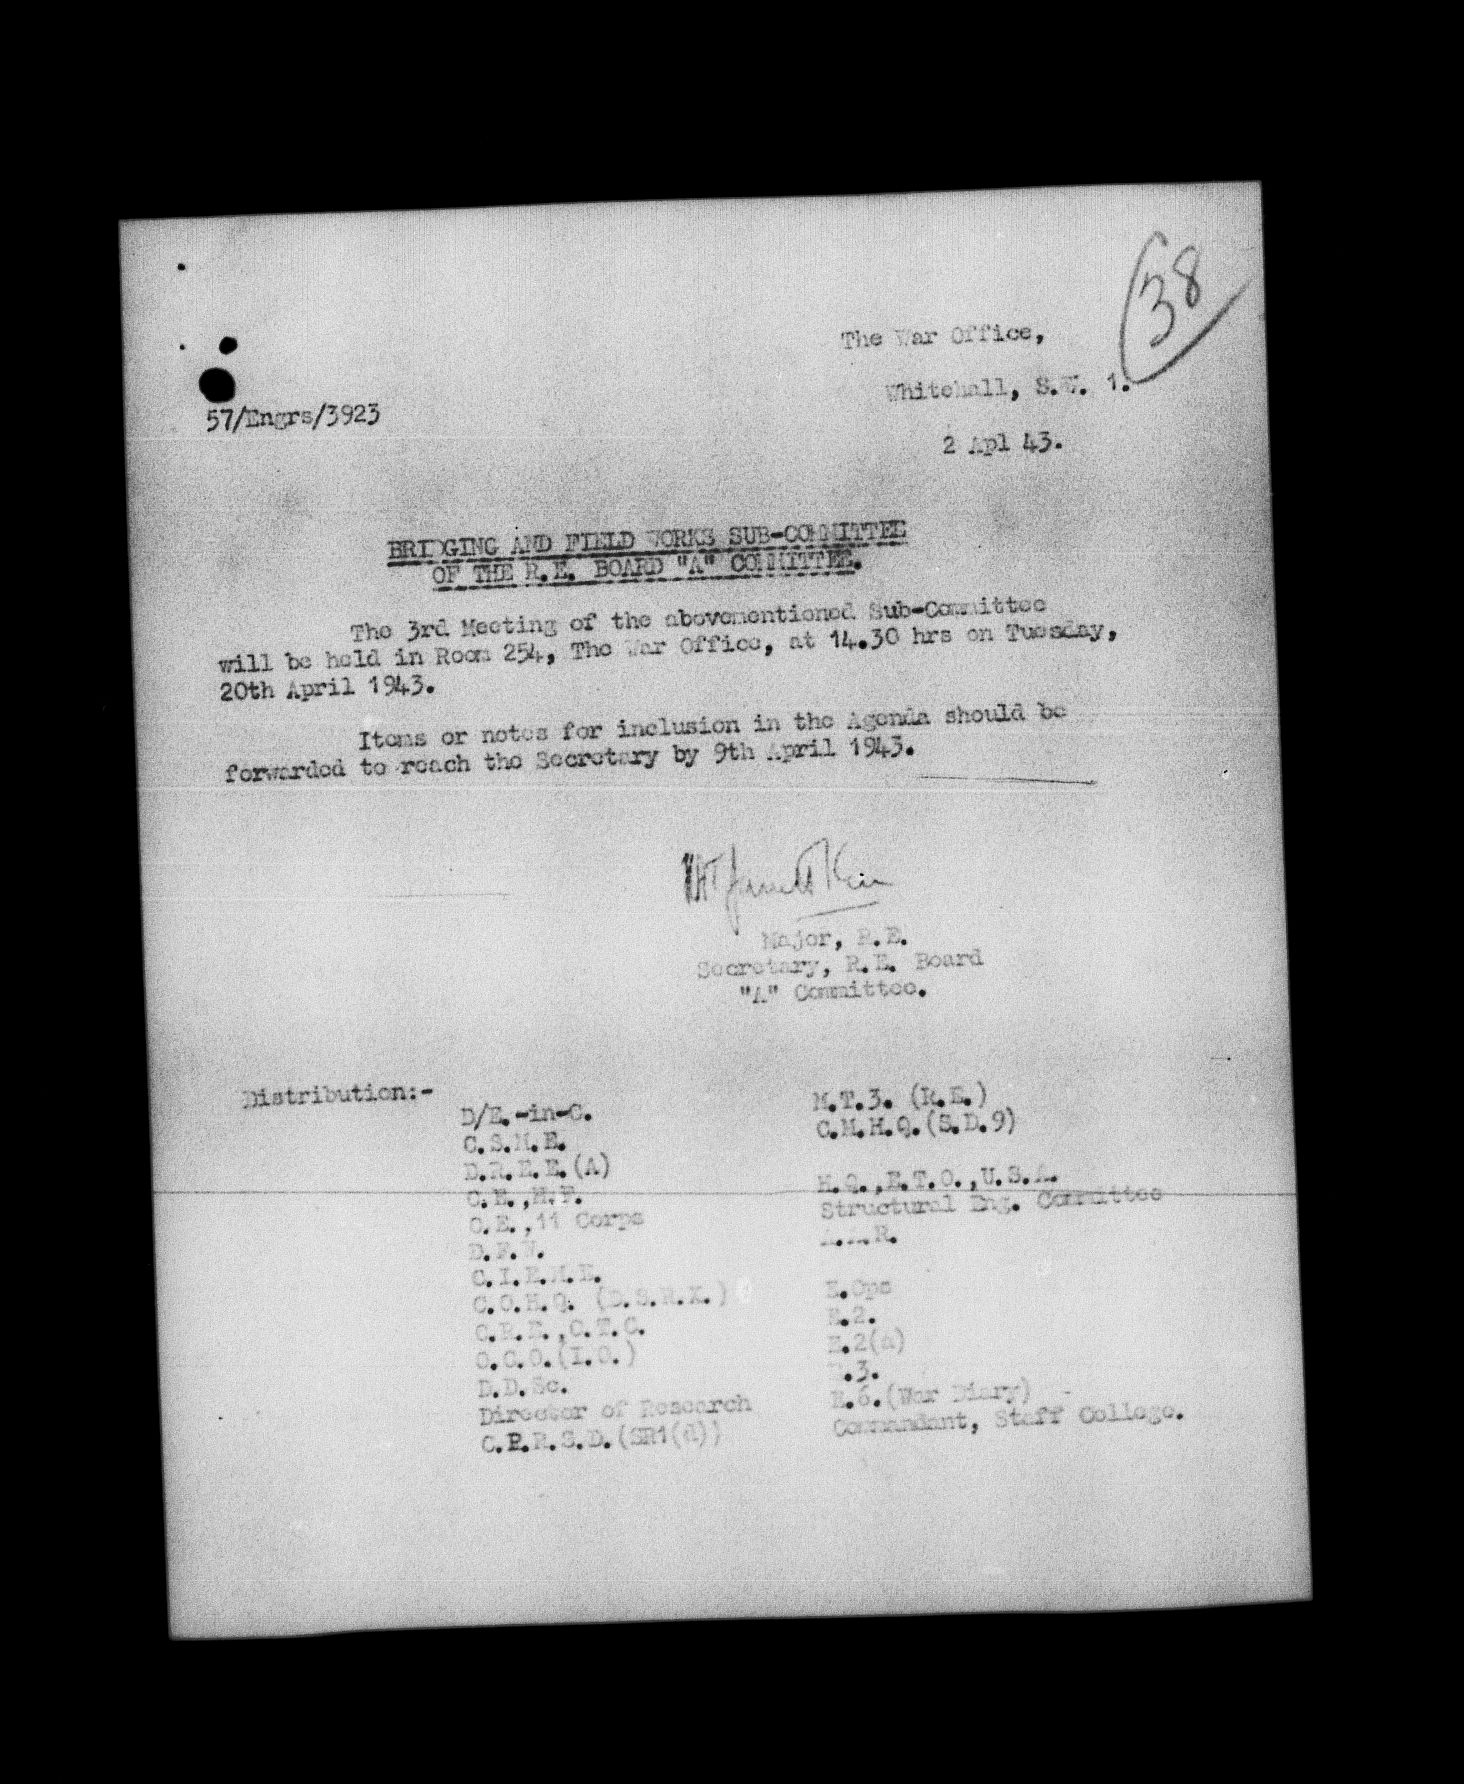 38
The War Office,
Whitehall, S.W. 1.
57/Engrs/3923
2 Apl 43.
BRIDGING AND FIELD WORKS SUB-COMMITTEE
OF THE R.E. BOARD "A" COMMITTEE.
The 3rd Meeting of the abovementioned Sub-Committee
will be held in Room 254, The War Office, at 14.30 hrs on Tuesday,
20th April 1943.
Items or notes for inclusion in the Agenda should be
forwarded to reach the Secretary by 9th April 1943.
Major, R.E.
Secretary, R.E. Board
"A" Committee.
Distribution:-
D/E.-in-C.
C.S.M.E.
D.R.E.E.(A)
C.E.,H.F.
C.E.,11 Corps
D.F.W.
C.I.E.M.E.
C.O.H.Q.
C.R.E.,C.T.C.
O.C.O.(I.O.)
D.D.Sc.
Director of Research
C.P.R.S.D.(SR1(d))
M.T.3. (R.E.)
C.M.H.Q.(S.D.9)
H.Q.,E.T.O.,U.S.A.
Structural Eng. Committee
E.Ops
E.2.
E.2(a)
E.3.
E.6.(War Diary)
Commandant, Staff College.